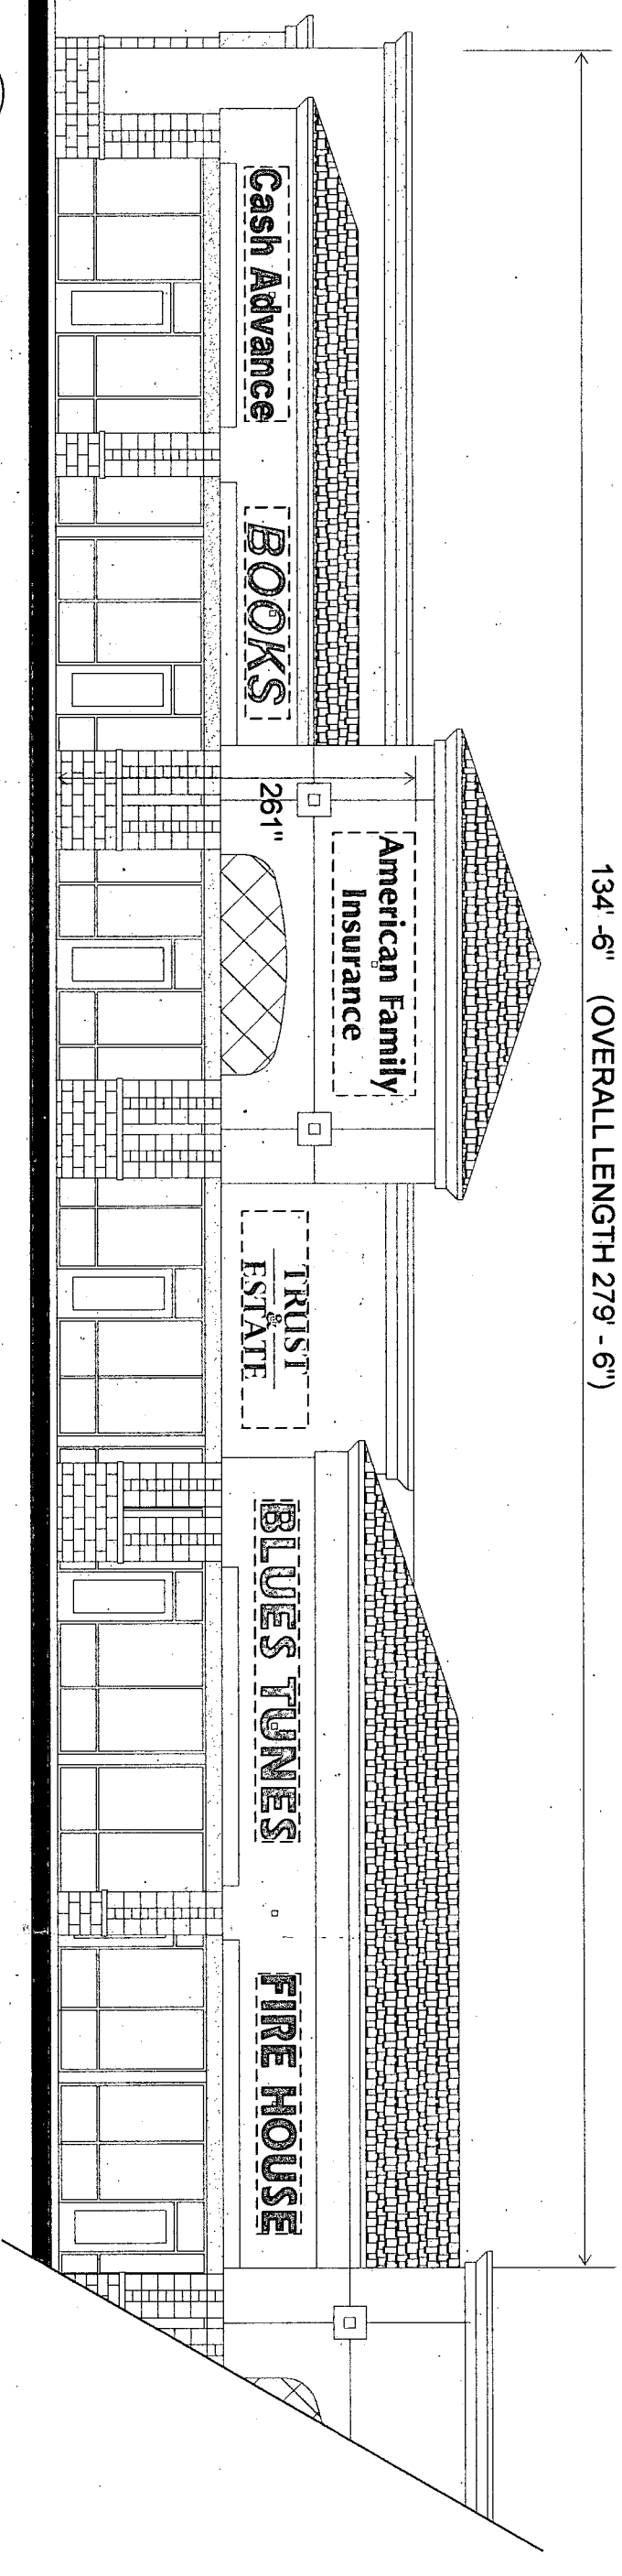 134' -6" (OVERALL LENGTH 279' - 6")
Cash Advance
BOOKS
261"
American Family
Insurance
TRUST
ESTATE
BLUES TUNES
FIRE HOUSE